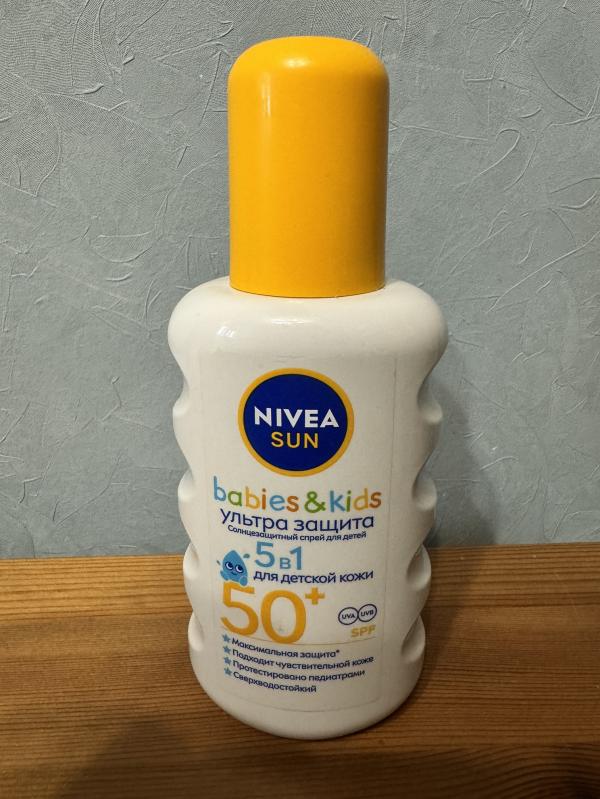 NIVEA
SUN
babies & kids
ультра защита
Солнцезащитный спрей для детей
5 в 1
для детской кожи
50+
UVA UVB
SPF
Максимальная защита*
Подходит чувствительной коже
Протестировано педиатрами
Сверхводостойкий